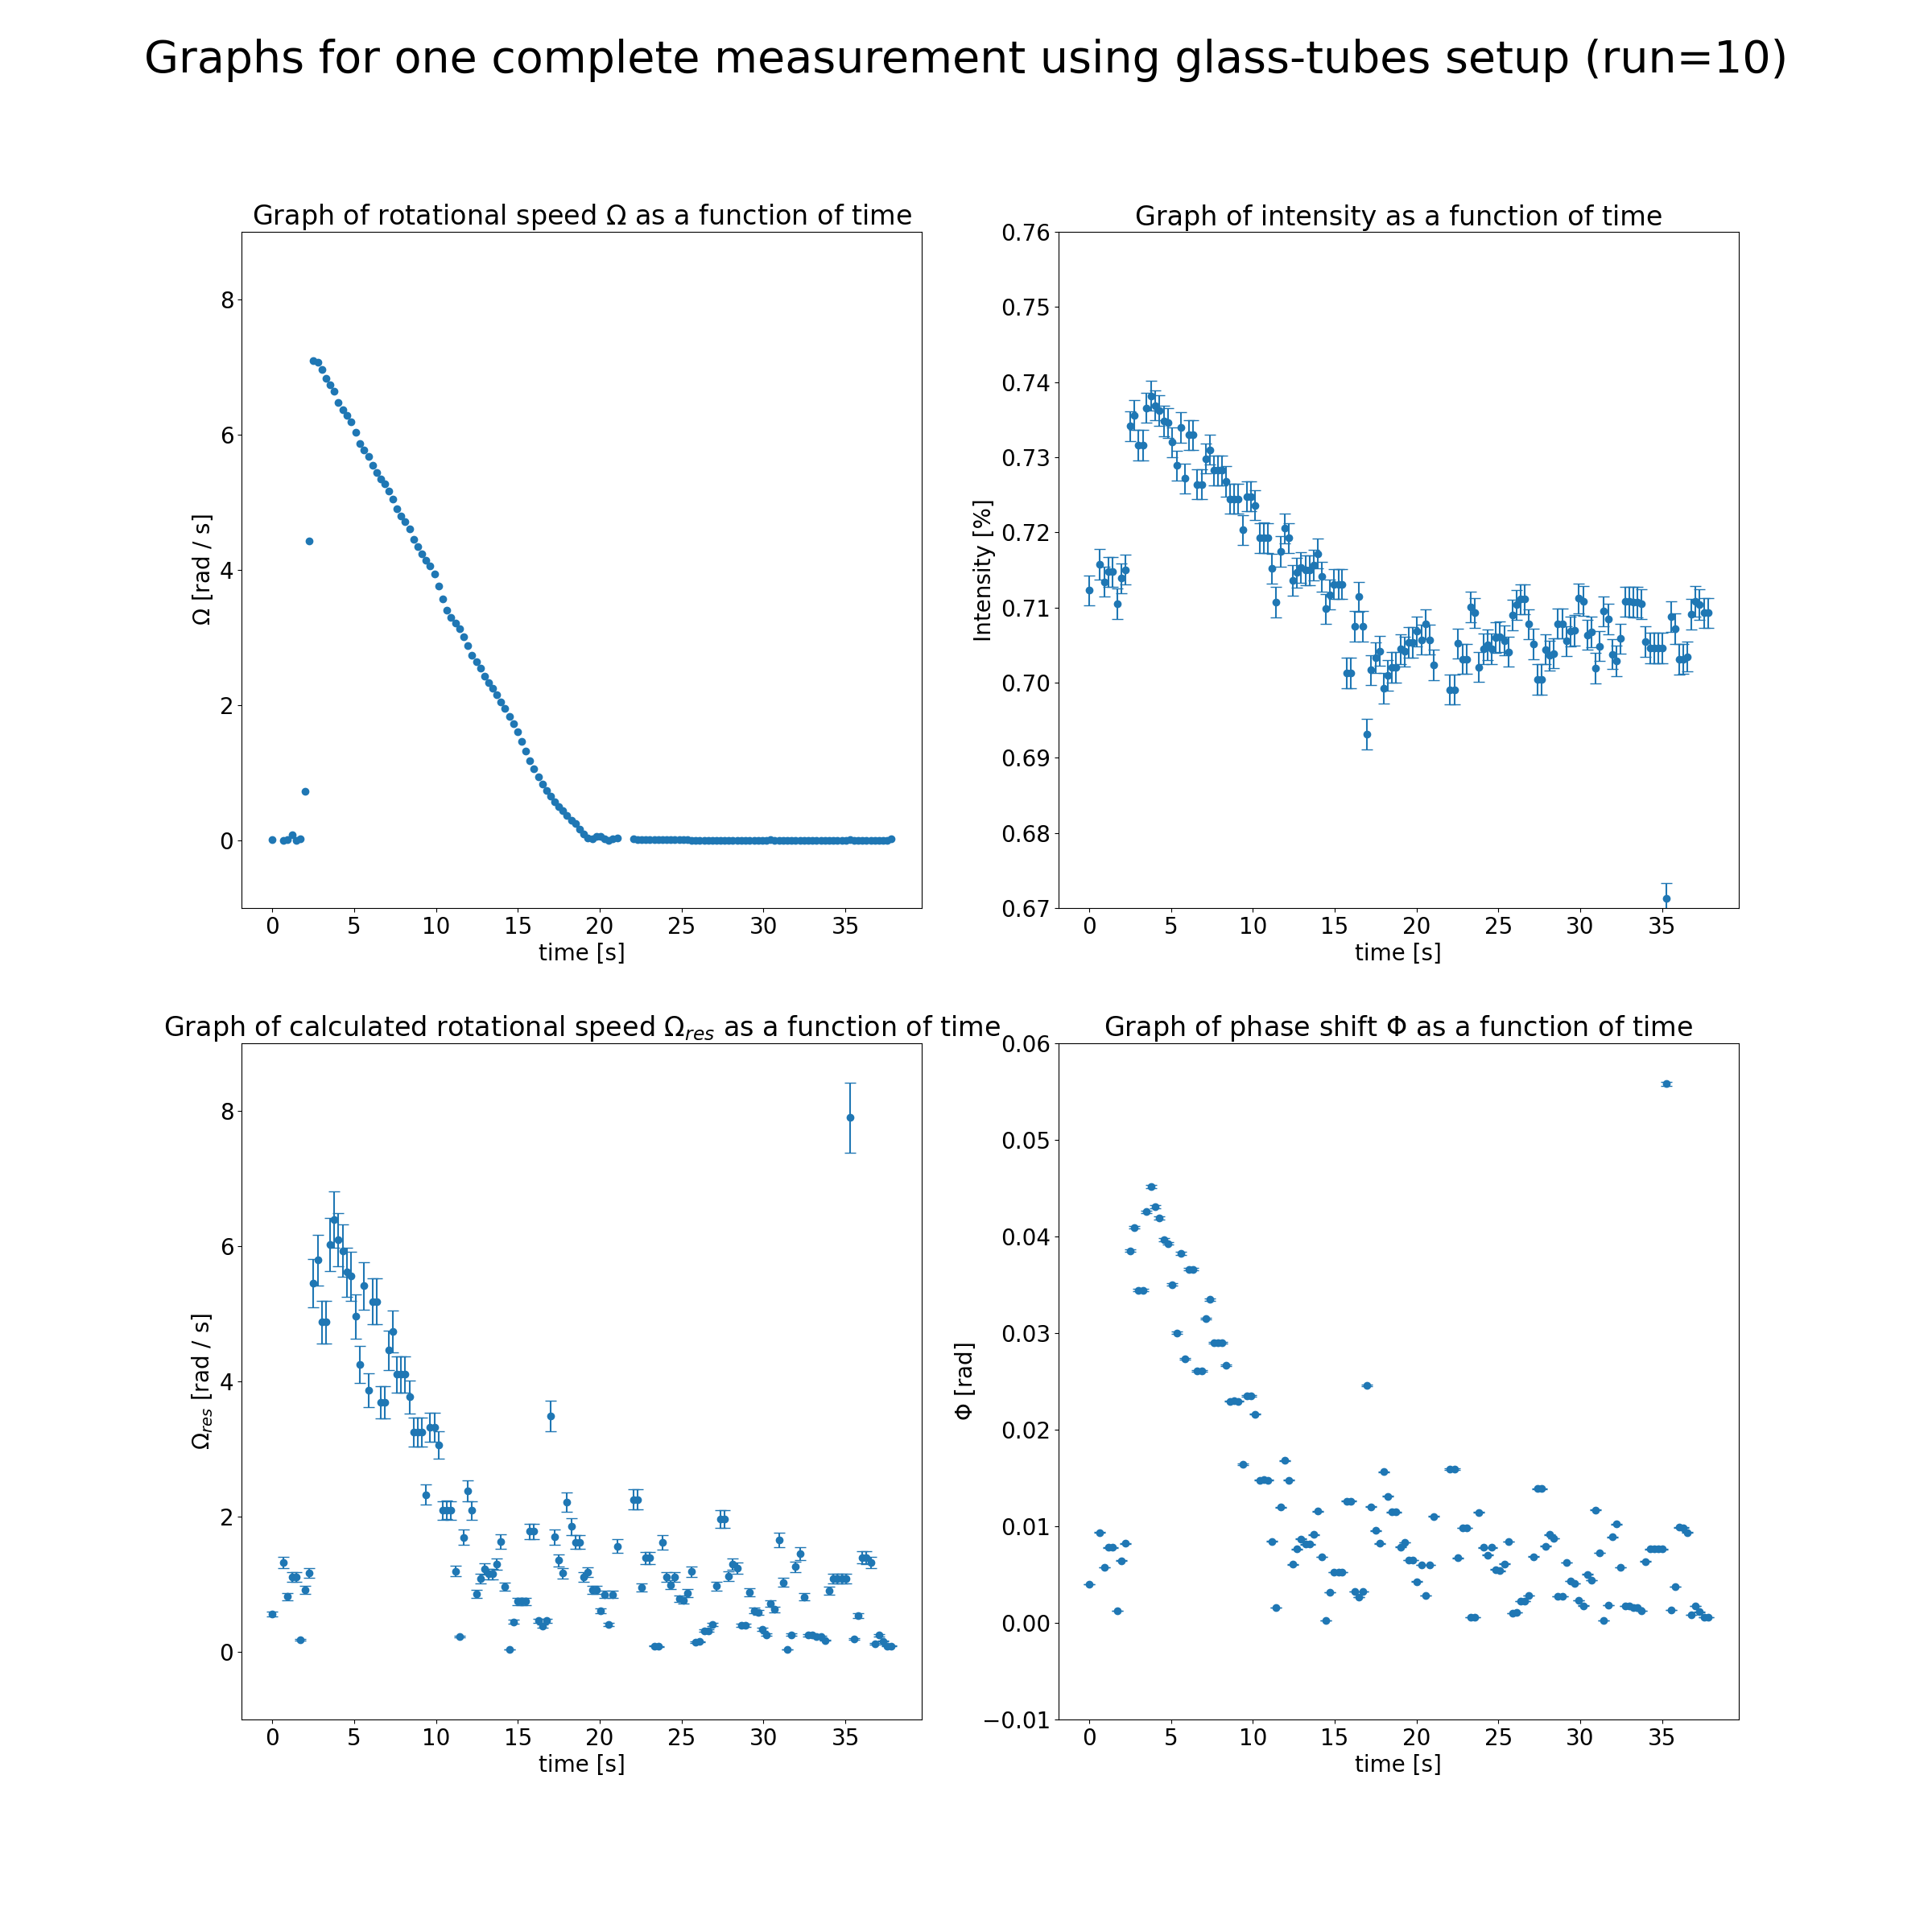 Graphs for one complete measurement using glass-tubes setup (run=10)
Graph of rotational speed Ω as a function of time
8
6
4
2
0
Ω [rad / s]
0 5 10 15 20 25 30 35
time [s]
Graph of intensity as a function of time
0.76
0.75
0.74
0.73
0.72
0.71
0.70
0.69
0.68
0.67
Intensity [%]
0 5 10 15 20 25 30 35
time [s]
Graph of calculated rotational speed Ω_res as a function of time
8
6
4
2
0
Ω_res [rad / s]
0 5 10 15 20 25 30 35
time [s]
Graph of phase shift Φ as a function of time
0.06
0.05
0.04
0.03
0.02
0.01
0.00
−0.01
Φ [rad]
0 5 10 15 20 25 30 35
time [s]